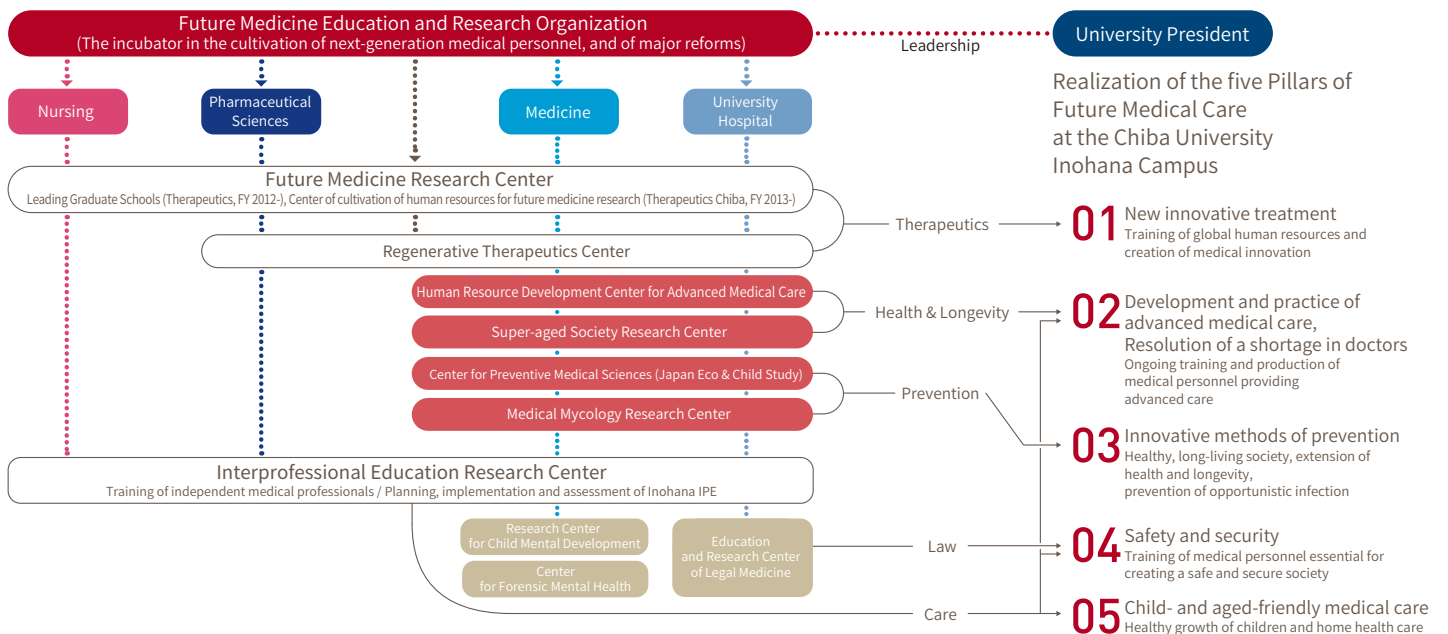 Future Medicine Education and Research Organization
(The incubator in the cultivation of next-generation medical personnel, and of major reforms)
Leadership
University President
Nursing
Pharmaceutical
Sciences
Medicine
University
Hospital
Realization of the five Pillars of
Future Medical Care
at the Chiba University
Inohana Campus
Future Medicine Research Center
Leading Graduate Schools (Therapeutics, FY 2012-), Center of cultivation of human resources for future medicine research (Therapeutics Chiba, FY 2013-)
Regenerative Therapeutics Center
Therapeutics
01 New innovative treatment
Training of global human resources and
creation of medical innovation
Human Resource Development Center for Advanced Medical Care
Super-aged Society Research Center
Health & Longevity
02 Development and practice of
advanced medical care,
Resolution of a shortage in doctors
Ongoing training and production of
medical personnel providing
advanced care
Center for Preventive Medical Sciences (Japan Eco & Child Study)
Medical Mycology Research Center
Prevention
03 Innovative methods of prevention
Healthy, long-living society, extension of
health and longevity,
prevention of opportunistic infection
Interprofessional Education Research Center
Training of independent medical professionals / Planning, implementation and assessment of Inohana IPE
Research Center
for Child Mental Development
Center
for Forensic Mental Health
Education
and Research Center
of Legal Medicine
Law
04 Safety and security
Training of medical personnel essential for
creating a safe and secure society
Care
05 Child- and aged-friendly medical care
Healthy growth of children and home health care